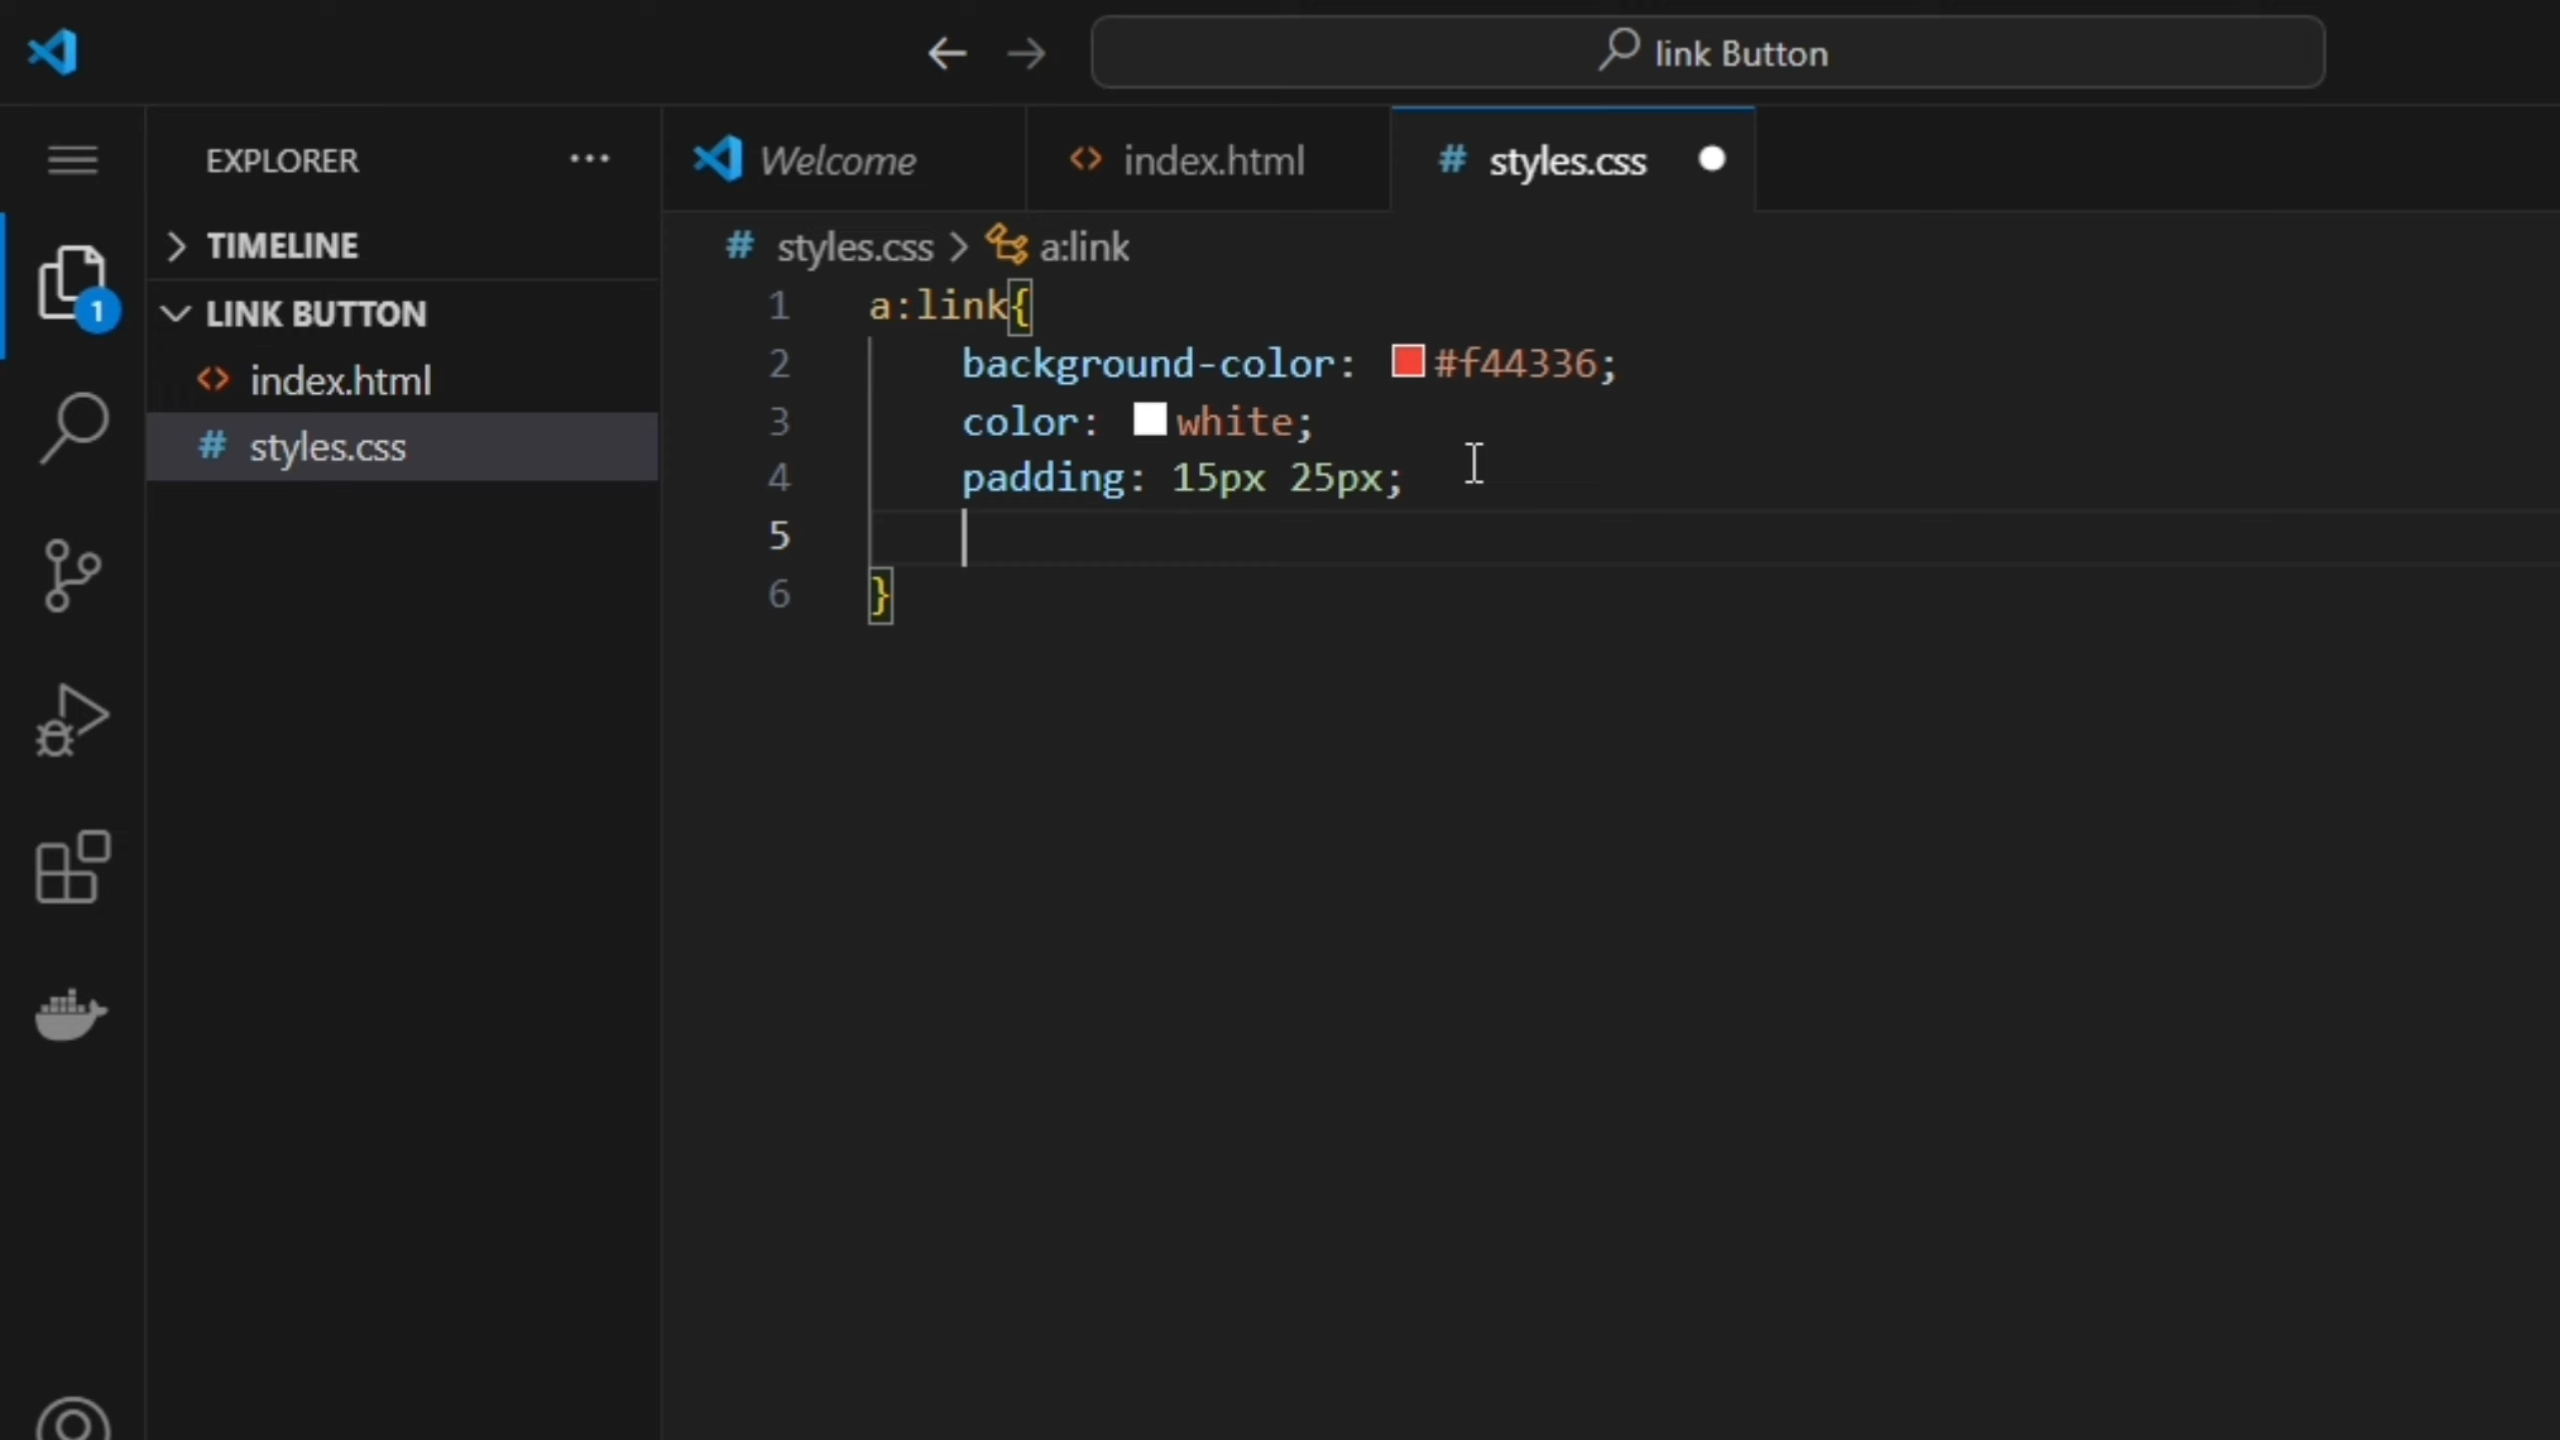 link Button
EXPLORER
Welcome
index.html
styles.css
TIMELINE
styles.css > a:link
LINK BUTTON
index.html
styles.css
1
1 a:link{
2 background-color: #f44336;
3 color: white;
4 padding: 15px 25px;
5
6 }